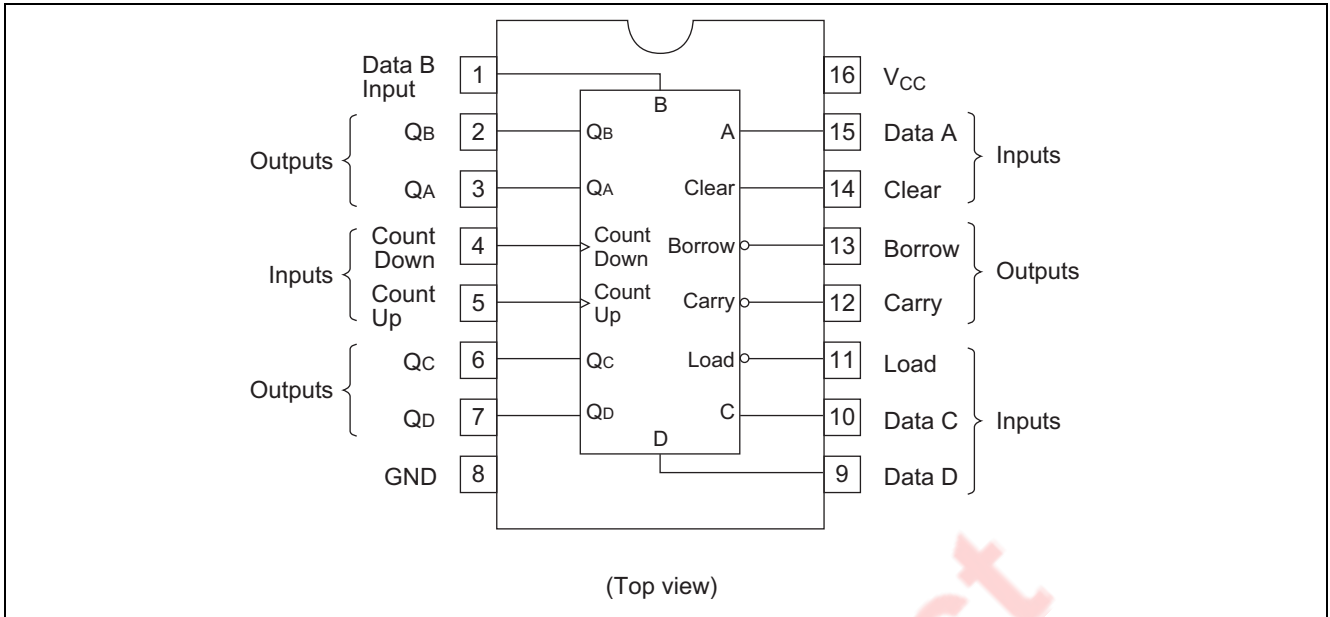 Data B
Input
1
16
VCC
B
Outputs
QB
2
QB
A
15
Data A
Inputs
QA
3
QA
Clear
14
Clear
Inputs
Count
Down
4
Count
Down
Borrow
13
Borrow
Outputs
Count
Up
5
Count
Up
Carry
12
Carry
Outputs
QC
6
QC
Load
11
Load
Inputs
QD
7
QD
C
10
Data C
D
GND
8
9
Data D
(Top view)